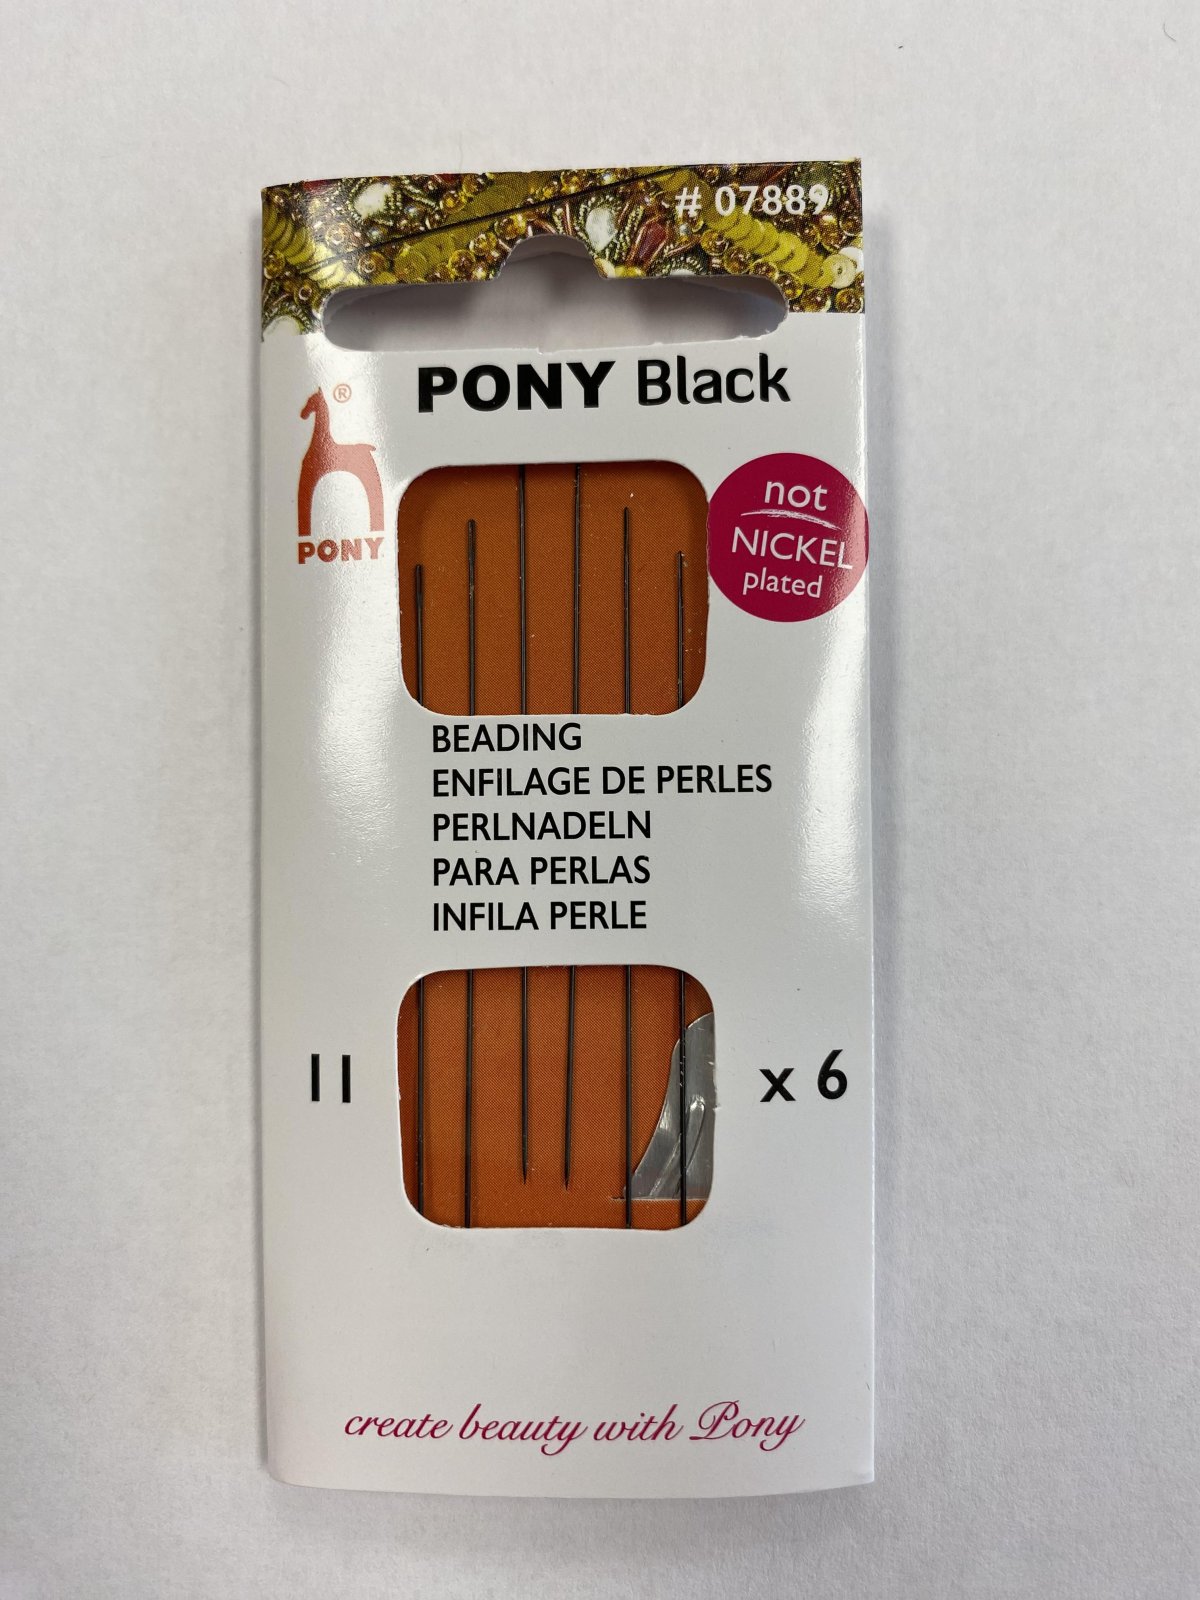 # 07889
PONY Black
®
PONY
not
NICKEL
plated
BEADING
ENFILAGE DE PERLES
PERLNADELN
PARA PERLAS
INFILA PERLE
11 x 6
create beauty with Pony